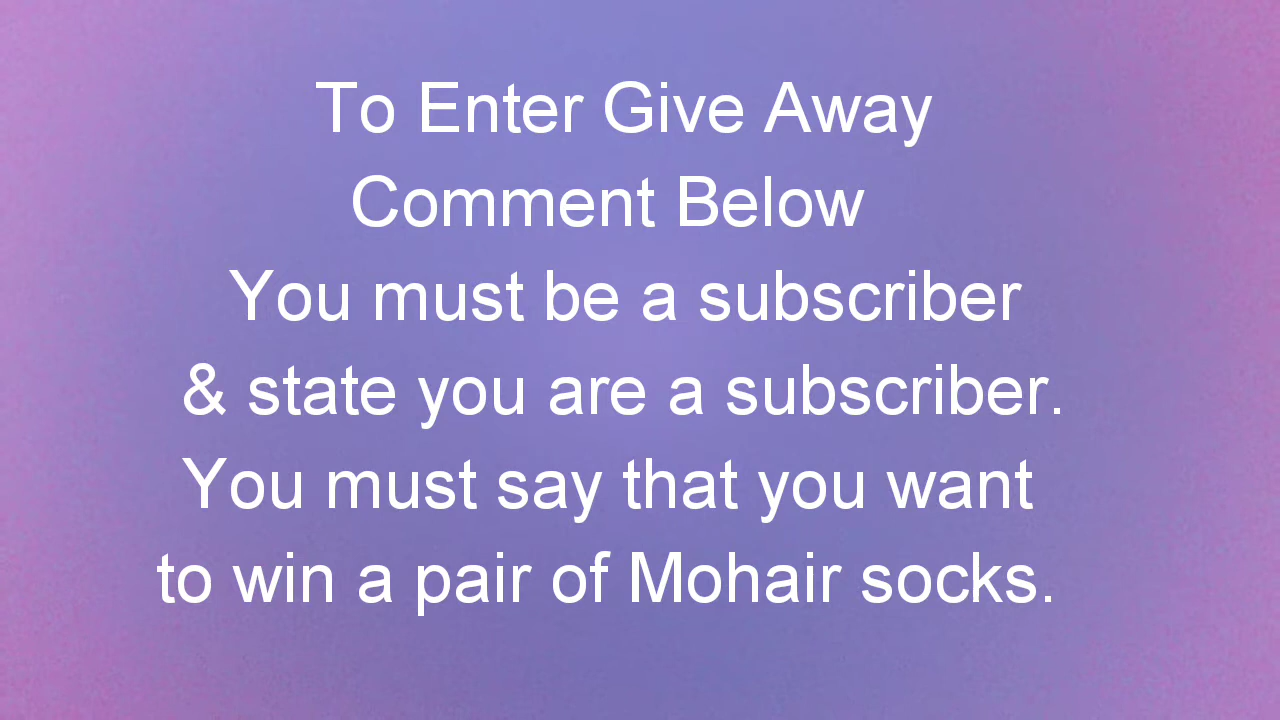 To Enter Give Away
Comment Below
You must be a subscriber
& state you are a subscriber.
You must say that you want
to win a pair of Mohair socks.